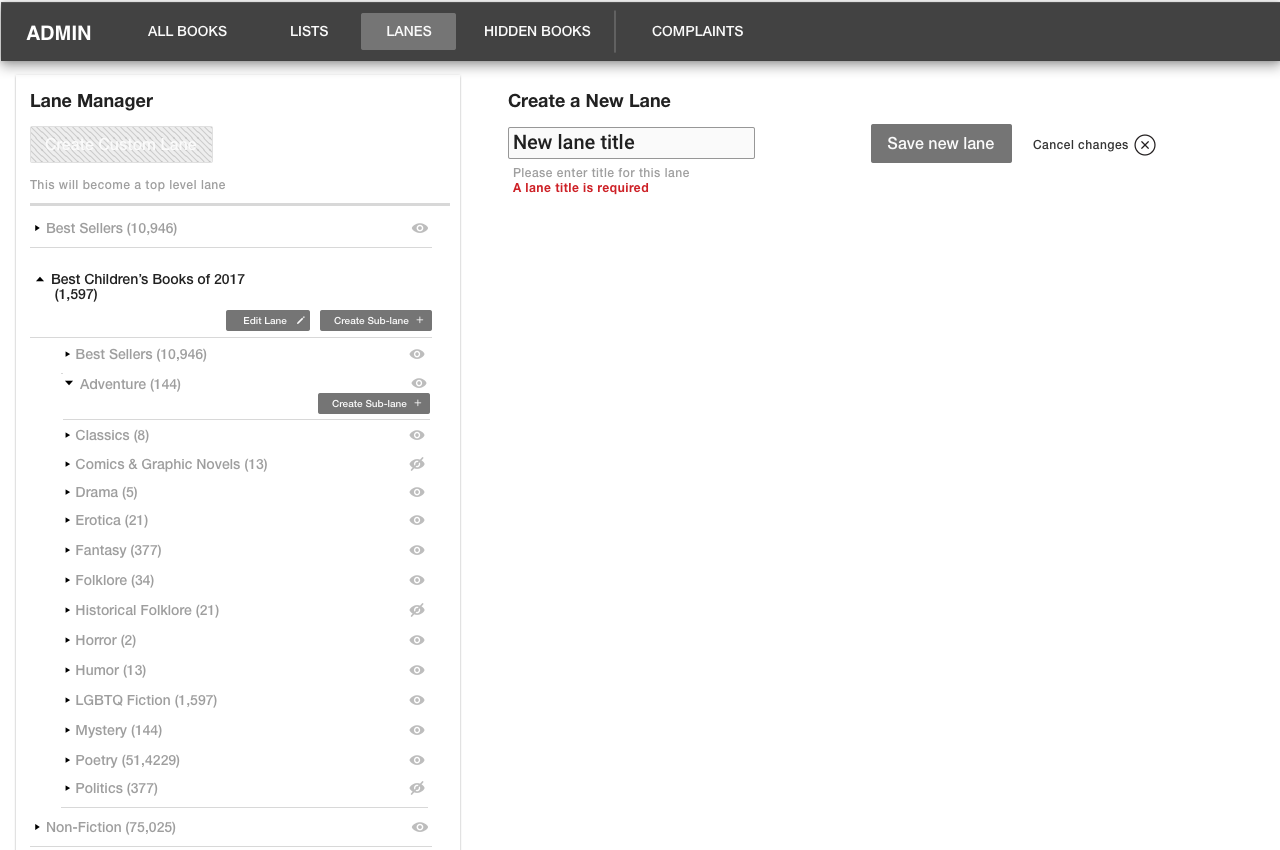 ADMIN ALL BOOKS LISTS LANES HIDDEN BOOKS COMPLAINTS
Lane Manager
Create Custom Lane
This will become a top level lane
Best Sellers (10,946)
Best Children’s Books of 2017
(1,597)
Edit Lane Create Sub-lane +
Best Sellers (10,946)
Adventure (144)
Create Sub-lane +
Classics (8)
Comics & Graphic Novels (13)
Drama (5)
Erotica (21)
Fantasy (377)
Folklore (34)
Historical Folklore (21)
Horror (2)
Humor (13)
LGBTQ Fiction (1,597)
Mystery (144)
Poetry (51,4229)
Politics (377)
Non-Fiction (75,025)
Create a New Lane
New lane title
Please enter title for this lane
A lane title is required
Save new lane
Cancel changes